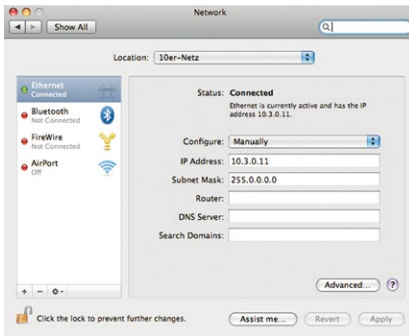 Network
Show All
Location: 10er-Netz
Ethernet
Connected
Bluetooth
Not Connected
FireWire
Not Connected
AirPort
Off
Status: Connected
Ethernet is currently active and has the IP
address 10.3.0.11.
Configure: Manually
IP Address: 10.3.0.11
Subnet Mask: 255.0.0.0.0
Router:
DNS Server:
Search Domains:
Advanced... ?
+ −
Click the lock to prevent further changes.
Assist me... Revert Apply